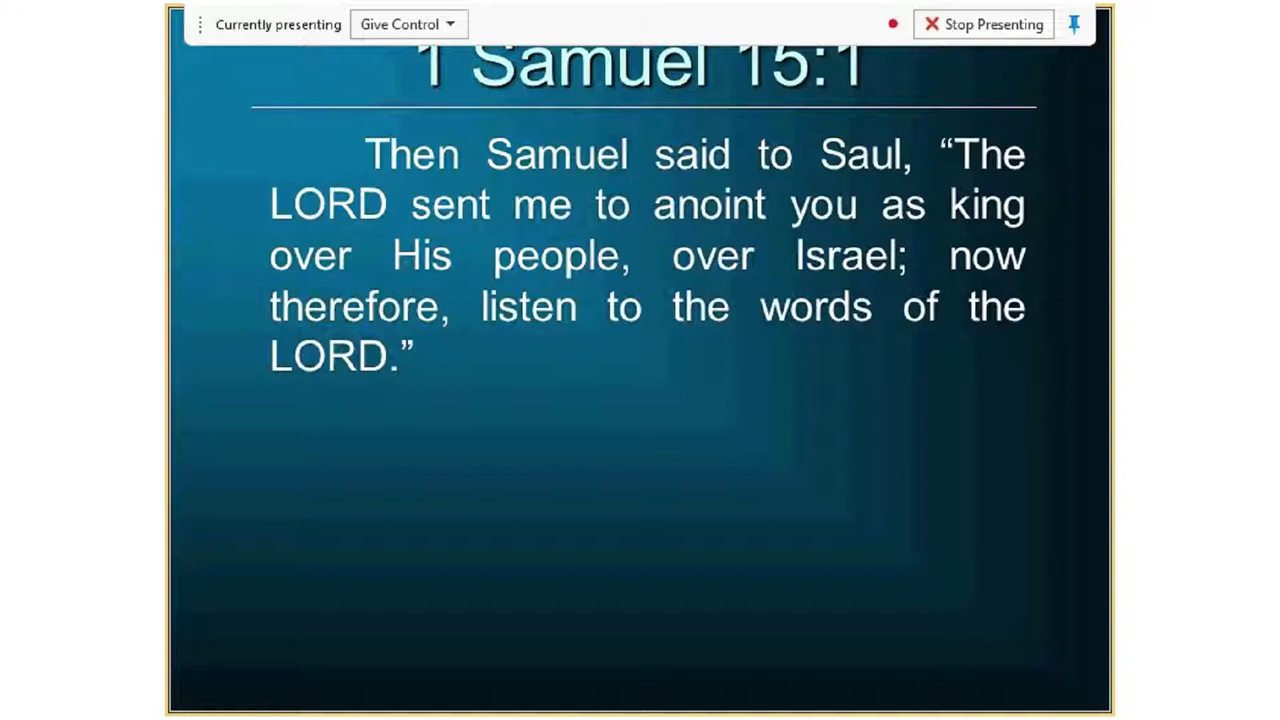 Currently presenting Give Control Stop Presenting
1 Samuel 15:1
Then Samuel said to Saul, “The
LORD sent me to anoint you as king
over His people, over Israel; now
therefore, listen to the words of the
LORD.”